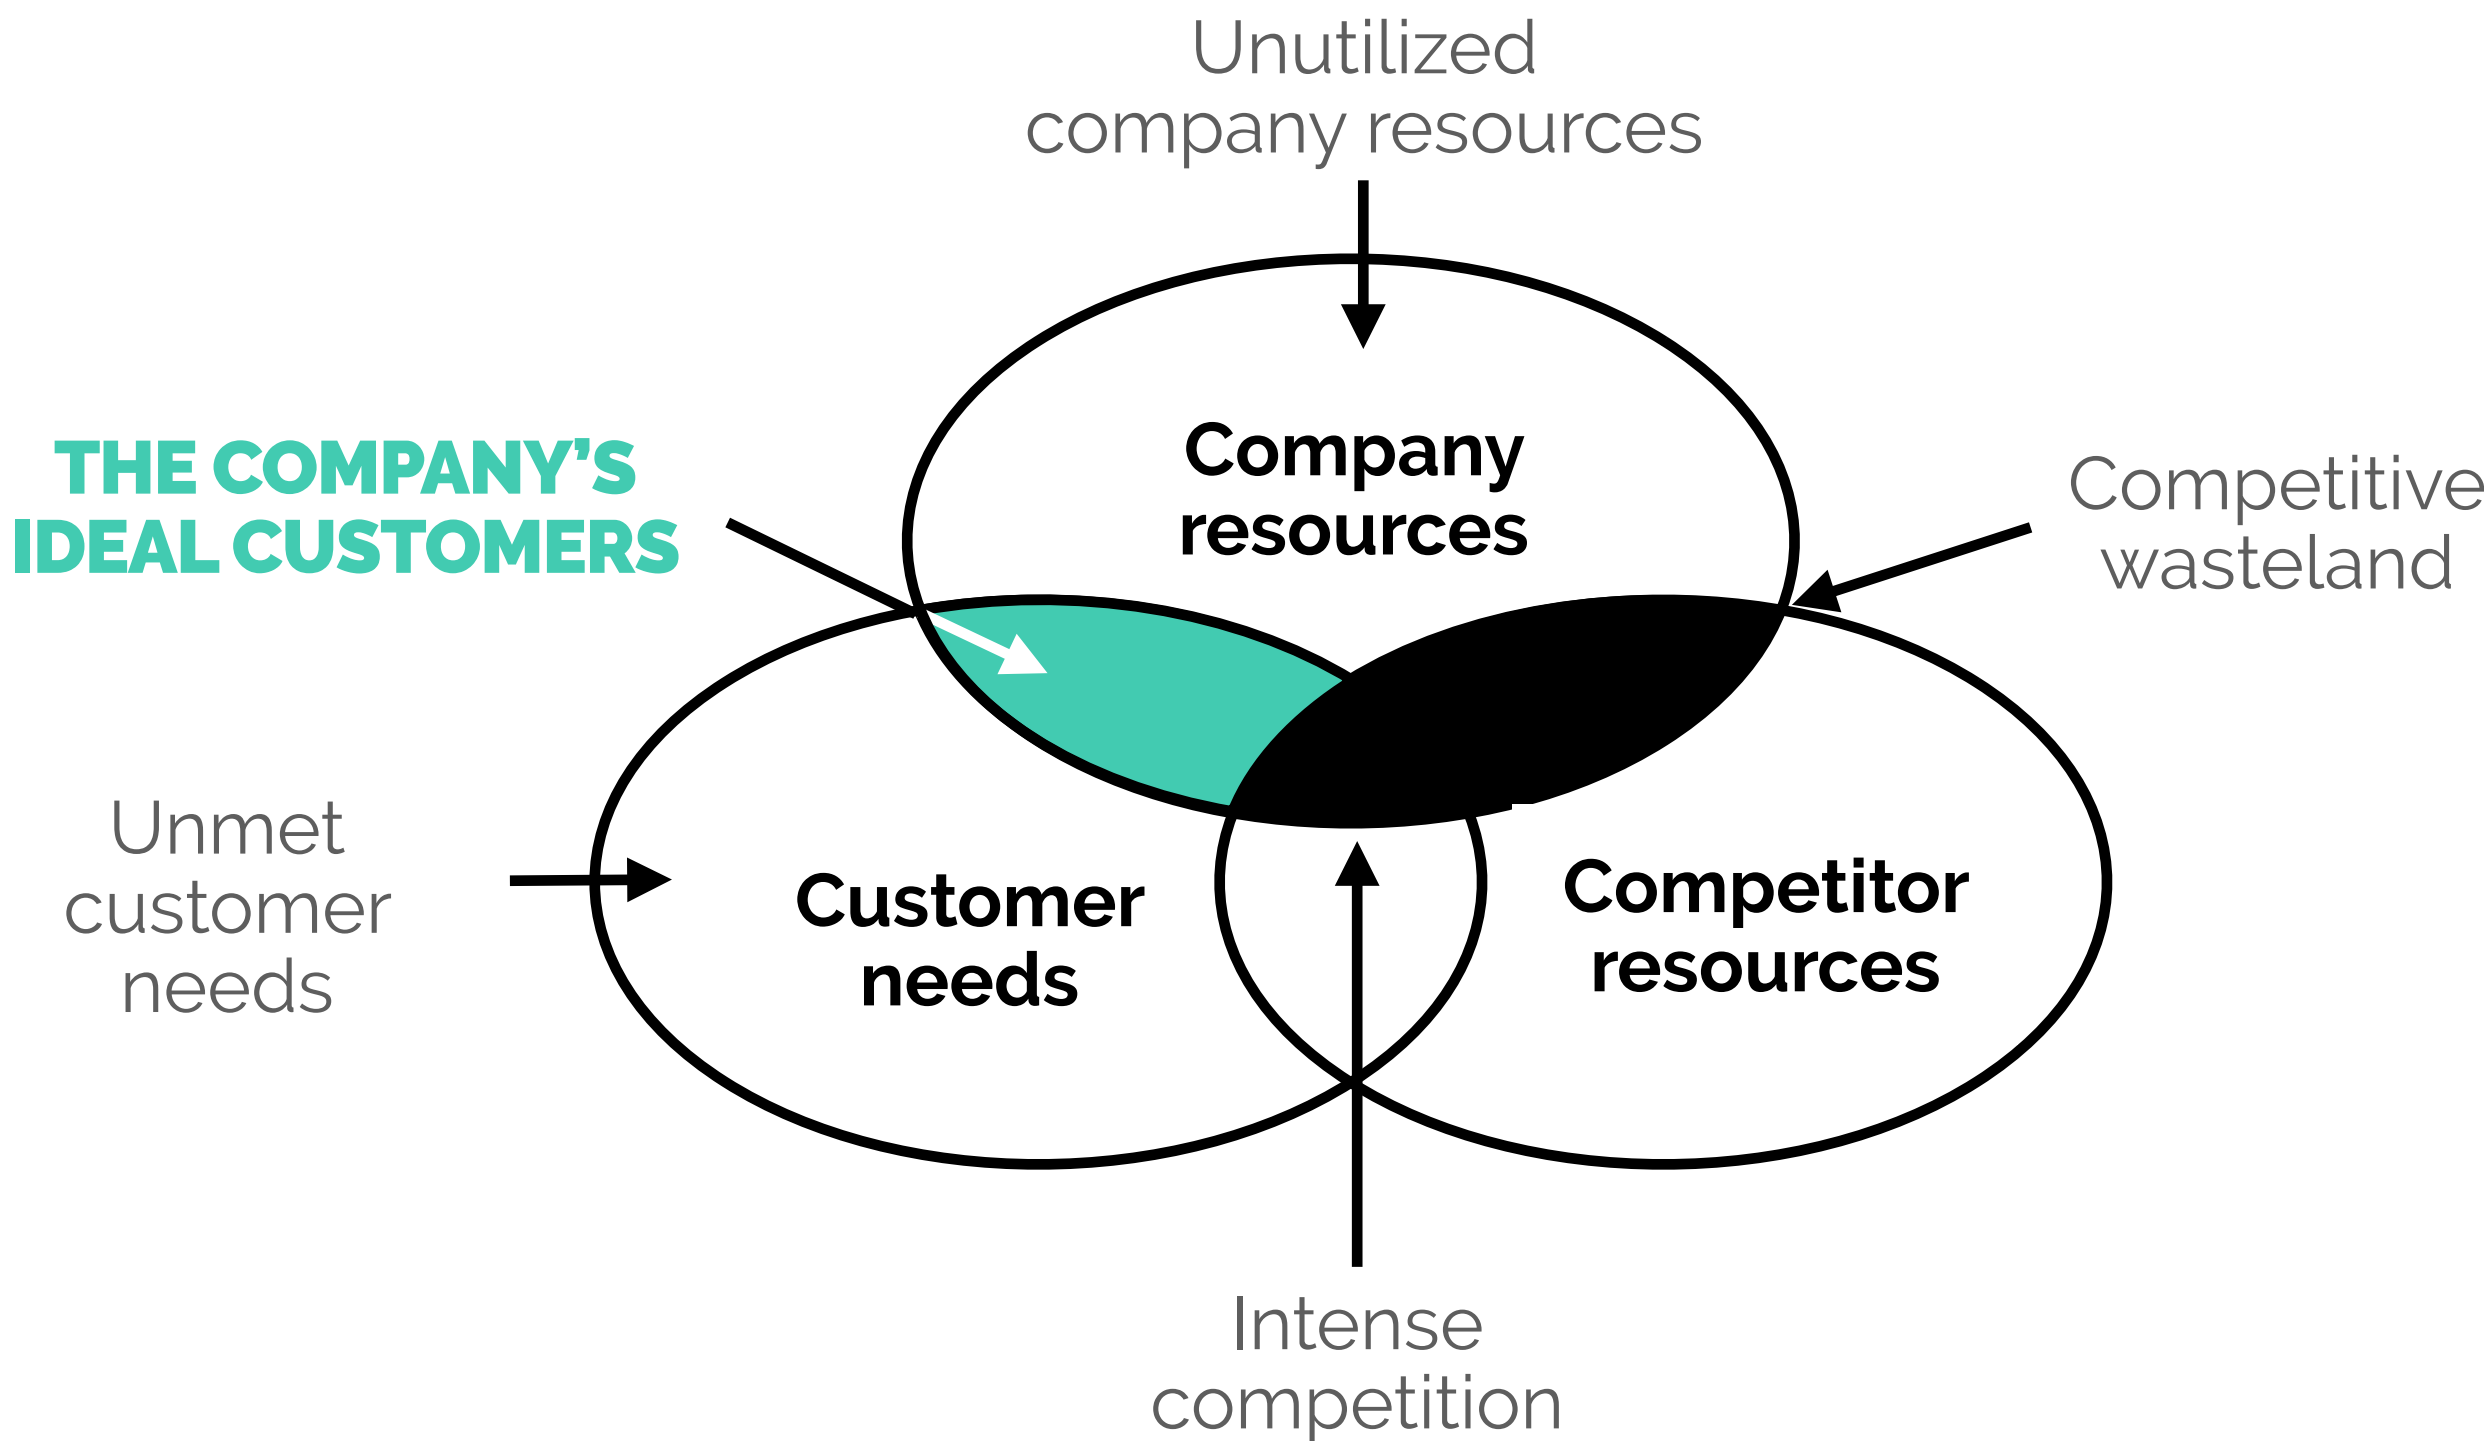 Unutilized
company resources
Company
resources
THE COMPANY’S
IDEAL CUSTOMERS
Competitive
wasteland
Unmet
customer
needs
Customer
needs
Competitor
resources
Intense
competition